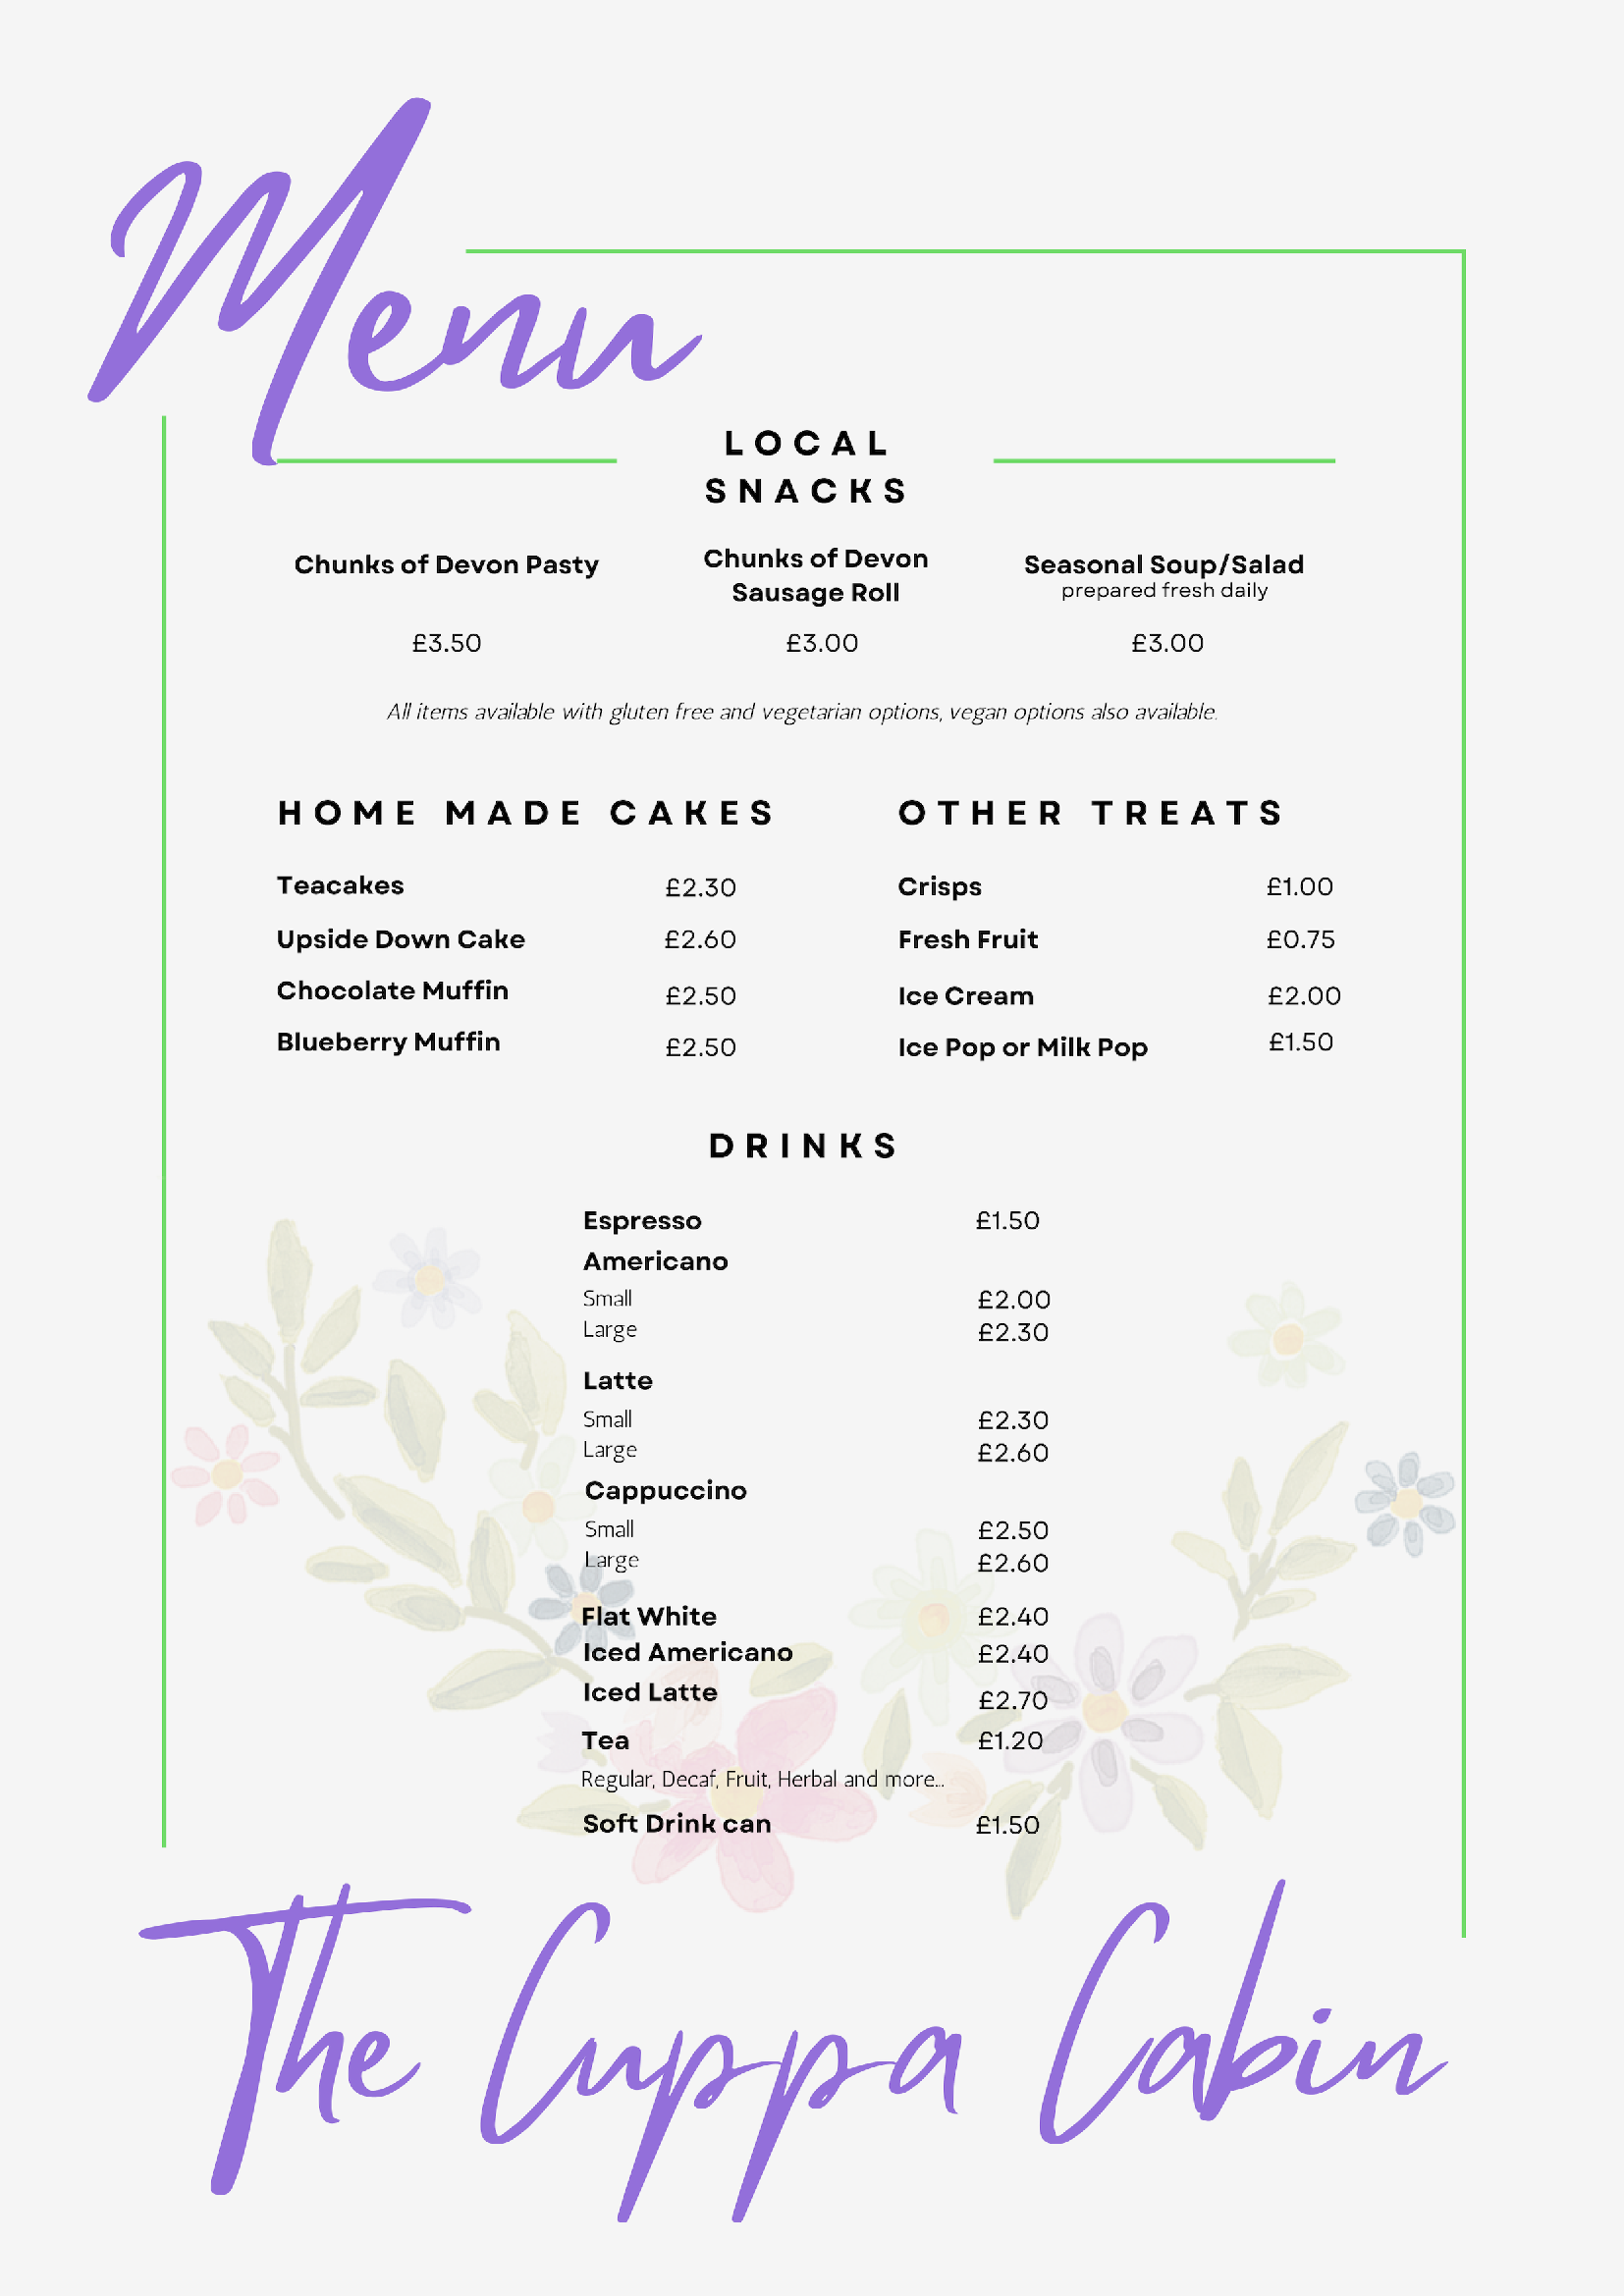 Menu
LOCAL
SNACKS
Chunks of Devon Pasty
£3.50
Chunks of Devon
Sausage Roll
£3.00
Seasonal Soup/Salad
prepared fresh daily
£3.00
All items available with gluten free and vegetarian options, vegan options also available.
HOME MADE CAKES
Teacakes £2.30
Upside Down Cake £2.60
Chocolate Muffin £2.50
Blueberry Muffin £2.50
OTHER TREATS
Crisps £1.00
Fresh Fruit £0.75
Ice Cream £2.00
Ice Pop or Milk Pop £1.50
DRINKS
Espresso £1.50
Americano
Small £2.00
Large £2.30
Latte
Small £2.30
Large £2.60
Cappuccino
Small £2.50
Large £2.60
Flat White £2.40
Iced Americano £2.40
Iced Latte £2.70
Tea £1.20
Regular, Decaf, Fruit, Herbal and more...
Soft Drink can £1.50
The Cuppa Cabin